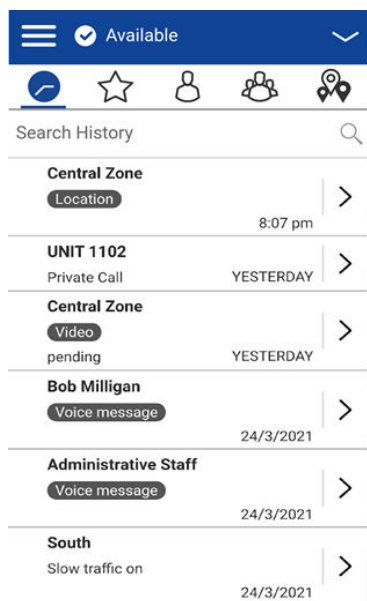 Available
Search History
Central Zone
Location
8:07 pm
UNIT 1102
Private Call YESTERDAY
Central Zone
Video
pending YESTERDAY
Bob Milligan
Voice message
24/3/2021
Administrative Staff
Voice message
24/3/2021
South
Slow traffic on
24/3/2021